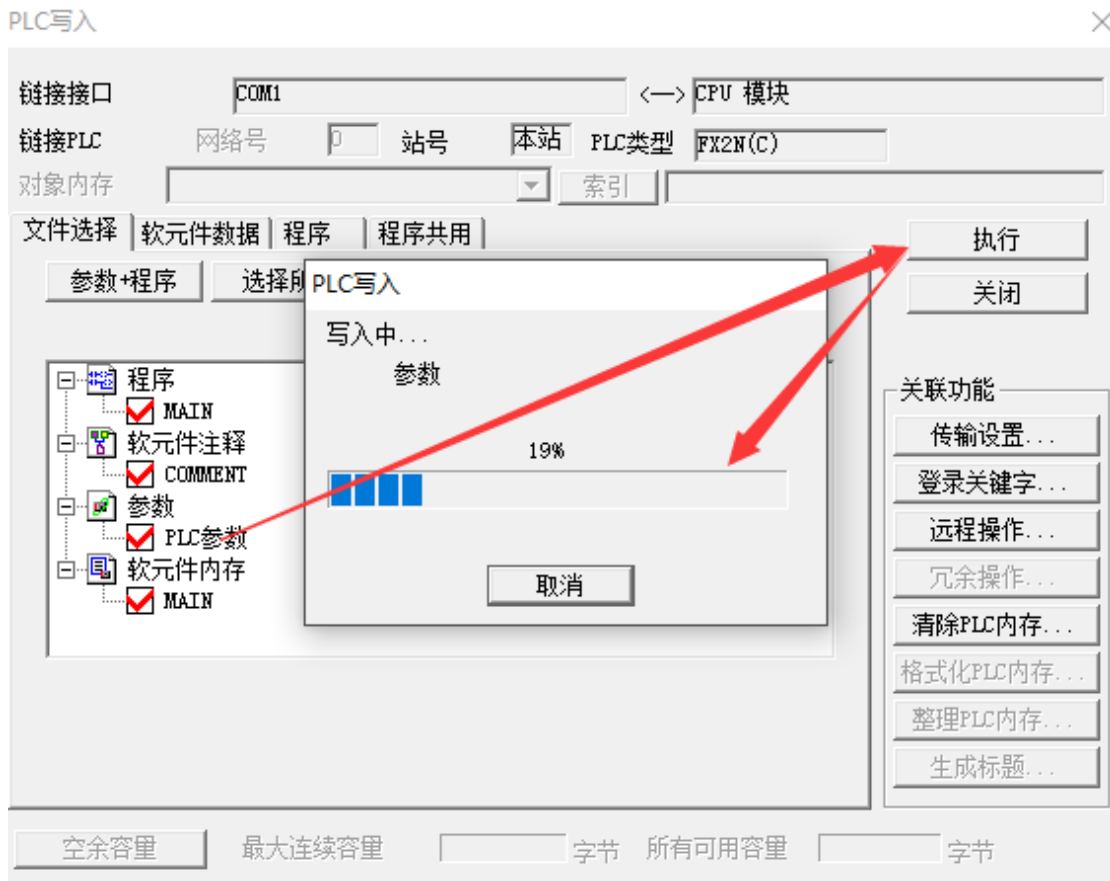 PLC写入
链接接口 COM1 <—> CPU 模块
链接PLC 网络号 0 站号 本站 PLC类型 FX2N(C)
对象内存 索引
文件选择 软元件数据 程序 程序共用
执行
参数+程序 选择所
关闭
PLC写入
写入中...
参数
19%
取消
程序
MAIN
软元件注释
COMMENT
参数
PLC参数
软元件内存
MAIN
关联功能
传输设置...
登录关键字...
远程操作...
冗余操作...
清除PLC内存...
格式化PLC内存...
整理PLC内存...
生成标题...
空余容量 最大连续容量 字节 所有可用容量 字节